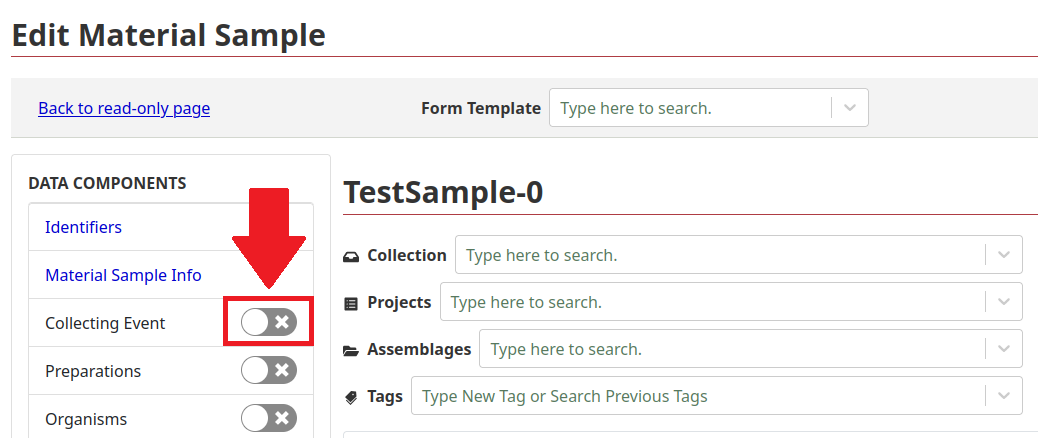 Edit Material Sample
Back to read-only page
Form Template
Type here to search.
DATA COMPONENTS
Identifiers
Material Sample Info
Collecting Event
Preparations
Organisms
TestSample-0
Collection
Type here to search.
Projects
Type here to search.
Assemblages
Type here to search.
Tags
Type New Tag or Search Previous Tags